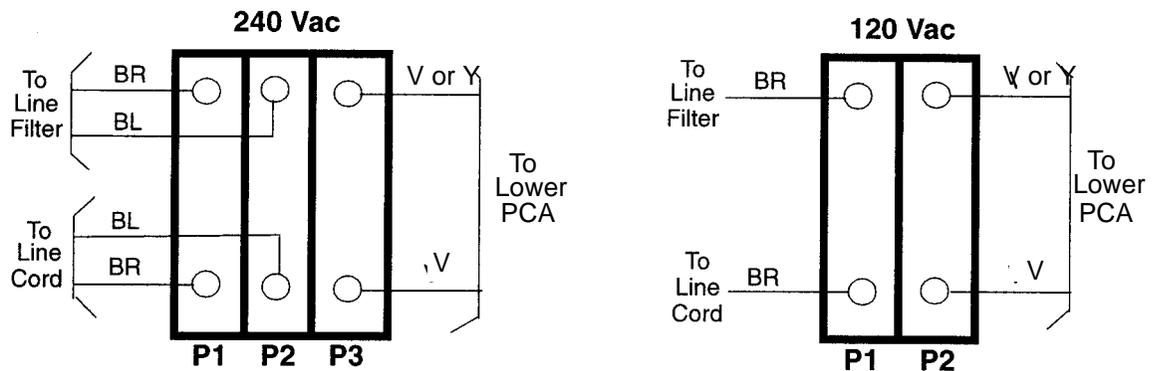 240 Vac
To
Line
Filter
BR
BL
V or Y
To
Lower
PCA
To
Line
Cord
BL
BR
V
P1 P2 P3
120 Vac
To
Line
Filter
BR
V or Y
To
Lower
PCA
To
Line
Cord
BR
V
P1 P2